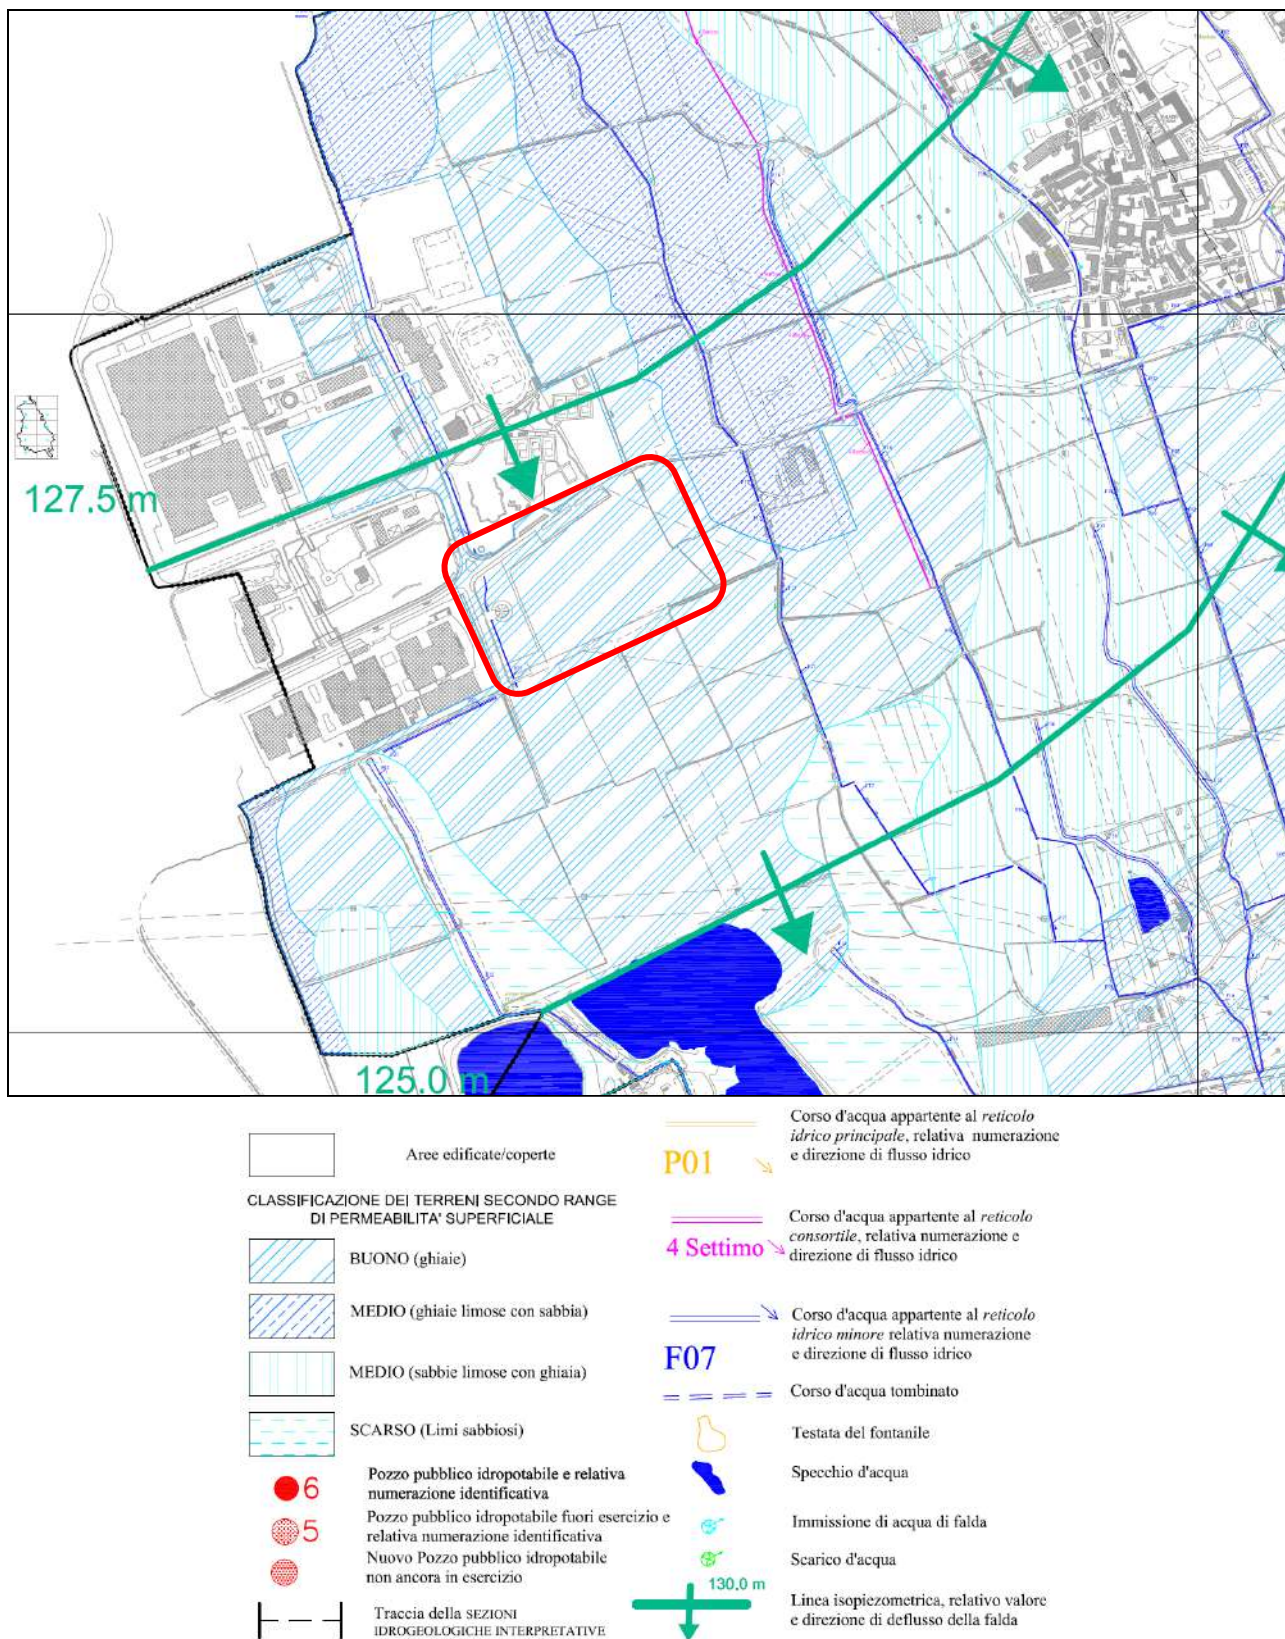 127.5 m
125.0 m
Aree edificate/coperte
CLASSIFICAZIONE DEI TERRENI SECONDO RANGE
DI PERMEABILITA' SUPERFICIALE
BUONO (ghiaie)
MEDIO (ghiaie limose con sabbia)
MEDIO (sabbie limose con ghiaia)
SCARSO (Limi sabbiosi)
6
Pozzo pubblico idropotabile e relativa
numerazione identificativa
5
Pozzo pubblico idropotabile fuori esercizio e
relativa numerazione identificativa
Nuovo Pozzo pubblico idropotabile
non ancora in esercizio
Traccia della SEZIONI
IDROGEOLOGICHE INTERPRETATIVE
P01
Corso d'acqua appartente al reticolo
idrico principale, relativa numerazione
e direzione di flusso idrico
4 Settimo
Corso d'acqua appartente al reticolo
consortile, relativa numerazione e
direzione di flusso idrico
F07
Corso d'acqua appartente al reticolo
idrico minore relativa numerazione
e direzione di flusso idrico
Corso d'acqua tombinato
Testata del fontanile
Specchio d'acqua
Immissione di acqua di falda
Scarico d'acqua
130.0 m
Linea isopiezometrica, relativo valore
e direzione di deflusso della falda